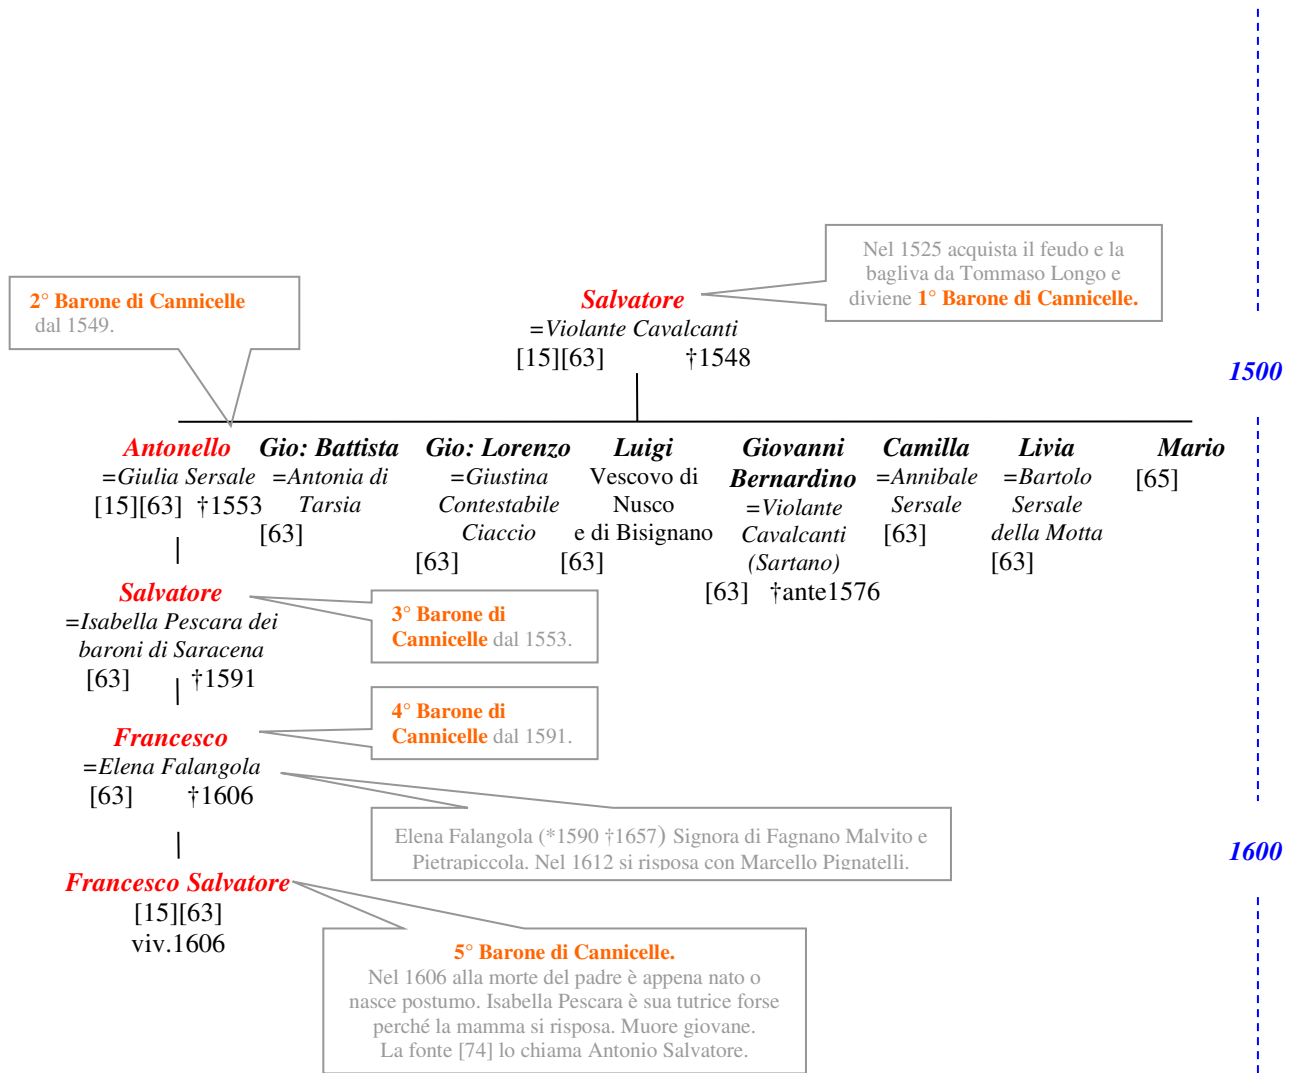 Nel 1525 acquista il feudo e la
bagliva da Tommaso Longo e
diviene 1° Barone di Cannicelle.
2° Barone di Cannicelle
dal 1549.
Salvatore
=Violante Cavalcanti
[15][63] †1548
1500
Antonello
=Giulia Sersale
[15][63] †1553
Gio: Battista
=Antonia di
Tarsia
[63]
Gio: Lorenzo
=Giustina
Contestabile
Ciaccio
[63]
Luigi
Vescovo di
Nusco
e di Bisignano
[63]
Giovanni
Bernardino
=Violante
Cavalcanti
(Sartano)
[63] †ante1576
Camilla
=Annibale
Sersale
[63]
Livia
=Bartolo
Sersale
della Motta
[63]
Mario
[65]
Salvatore
=Isabella Pescara dei
baroni di Saracena
[63] †1591
3° Barone di
Cannicelle dal 1553.
Francesco
=Elena Falangola
[63] †1606
4° Barone di
Cannicelle dal 1591.
Elena Falangola (*1590 †1657) Signora di Fagnano Malvito e
Pietrapiccola. Nel 1612 si risposa con Marcello Pignatelli.
1600
Francesco Salvatore
[15][63]
viv.1606
5° Barone di Cannicelle.
Nel 1606 alla morte del padre è appena nato o
nasce postumo. Isabella Pescara è sua tutrice forse
perché la mamma si risposa. Muore giovane.
La fonte [74] lo chiama Antonio Salvatore.